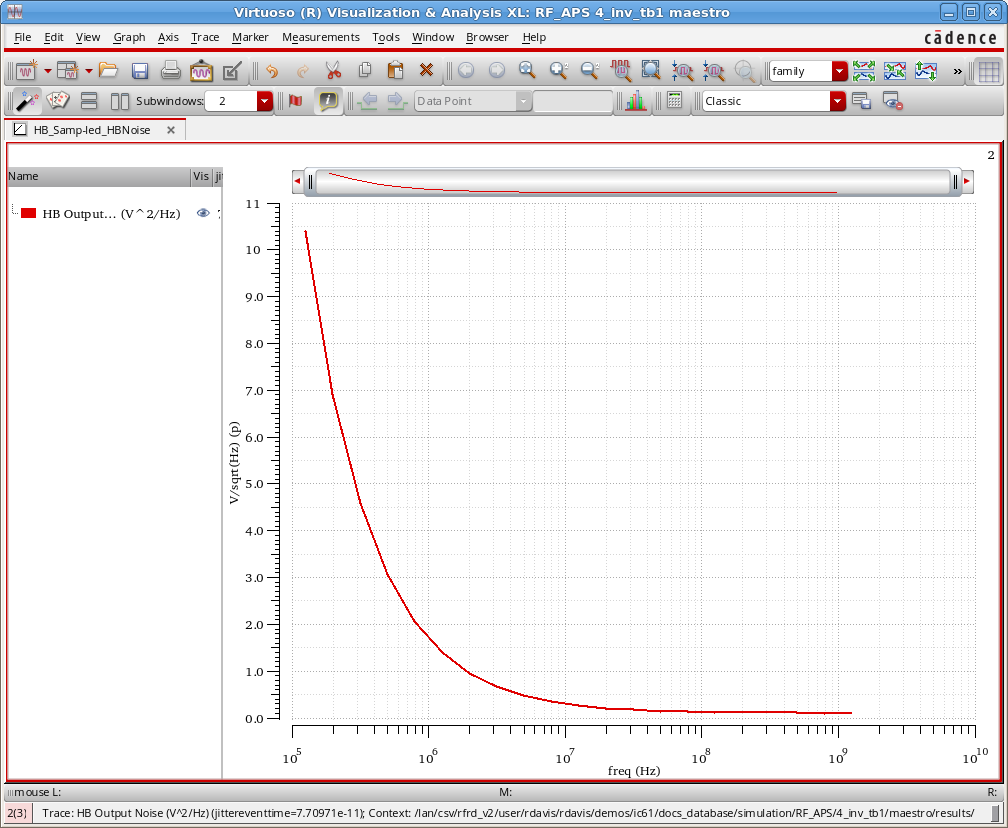 Virtuoso (R) Visualization & Analysis XL: RF_APS 4_inv_tb1 maestro
File Edit View Graph Axis Trace Marker Measurements Tools Window Browser Help
cādence
family
»
Subwindows: 2
Data Point
Classic
HB_Samp-led_HBNoise
2
Name Vis jit
HB Output... (V^2/Hz)
11
10
9.0
8.0
7.0
6.0
5.0
4.0
3.0
2.0
1.0
0.0
V/sqrt(Hz) (p)
10^5 10^6 10^7 10^8 10^9 10^10
freq (Hz)
mouse L: M: R:
2(3) Trace: HB Output Noise (V^2/Hz) (jittereventtime=7.70971e-11); Context: /lan/csv/rfrd_v2/user/rdavis/rdavis/demos/ic61/docs_database/simulation/RF_APS/4_inv_tb1/maestro/results/